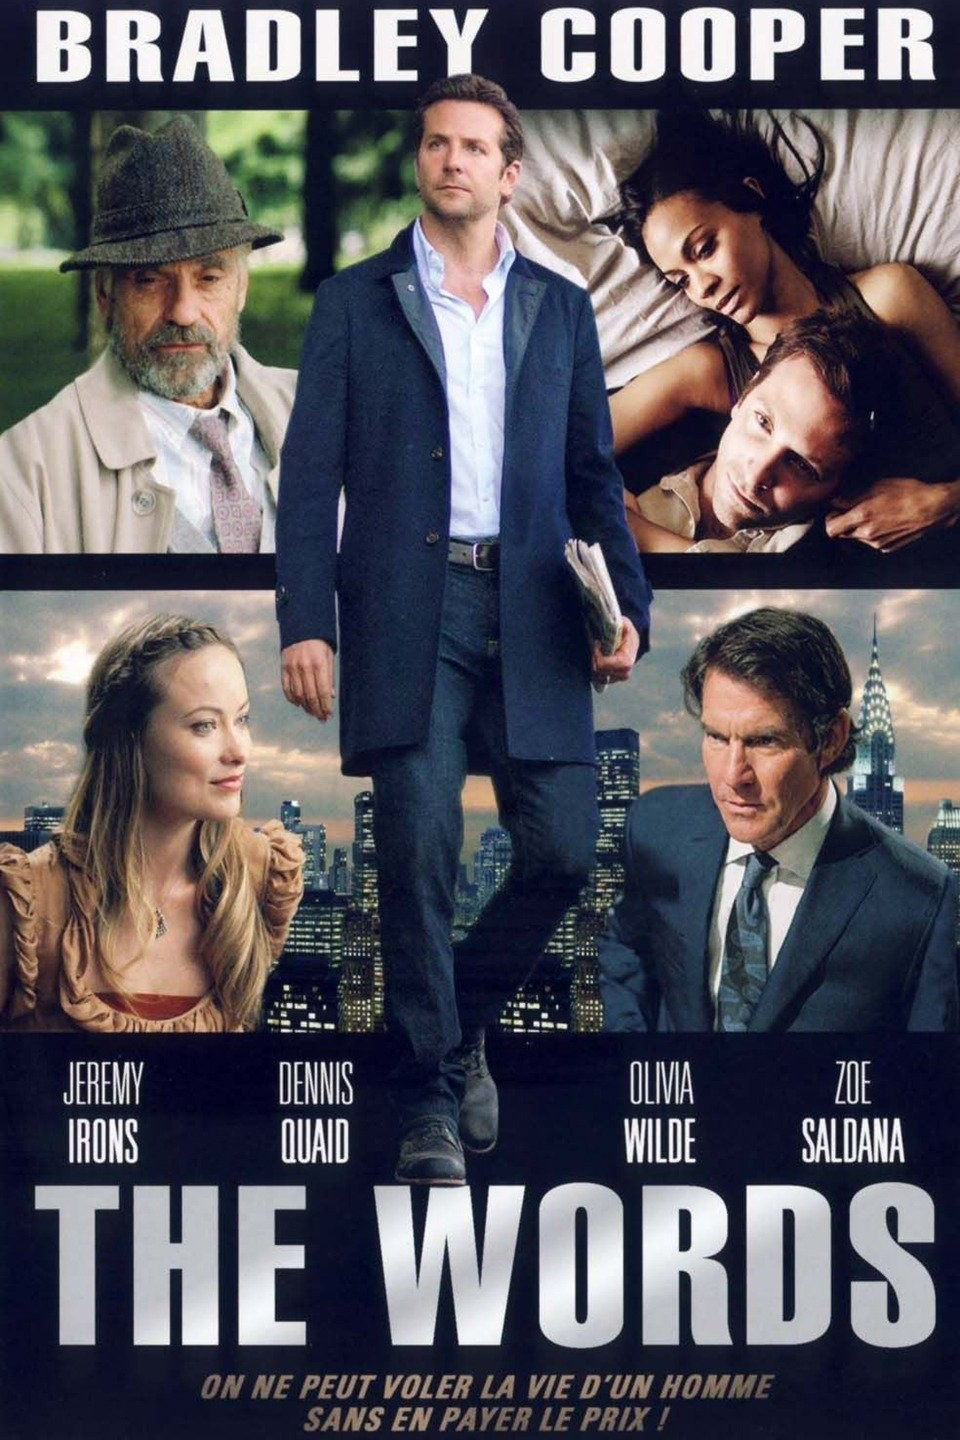 BRADLEY COOPER
JEREMY IRONS
DENNIS QUAID
OLIVIA WILDE
ZOE SALDANA
THE WORDS
ON NE PEUT VOLER LA VIE D'UN HOMME
SANS EN PAYER LE PRIX !